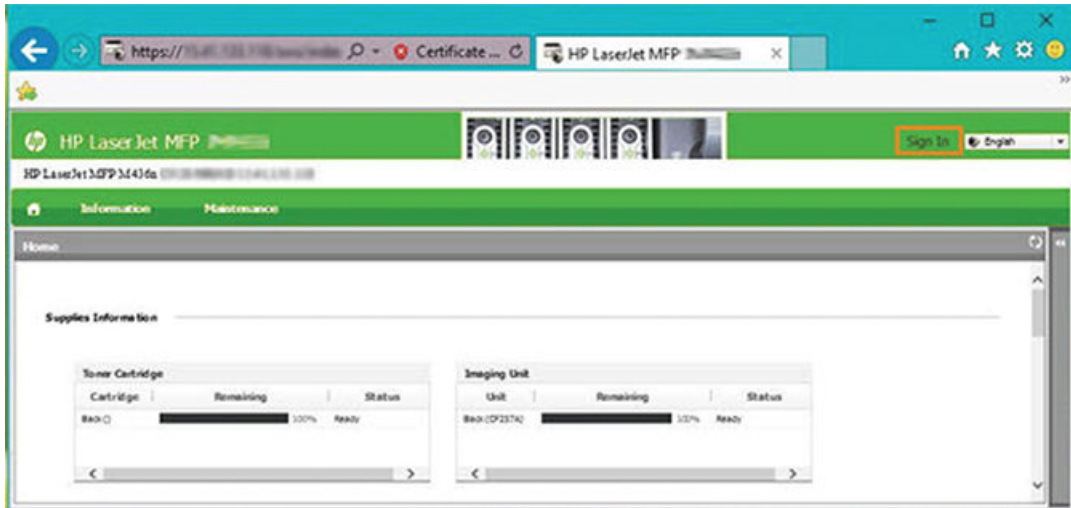 https://
Certificate ...
HP LaserJet MFP
hp HP LaserJet MFP
Sign In
English
HP LaserJet MFP M436n
Information
Maintenance
Home
Supplies Information
Toner Cartridge
Cartridge Remaining Status
Black() 100% Ready
Imaging Unit
Unit Remaining Status
Black (CF257A) 100% Ready